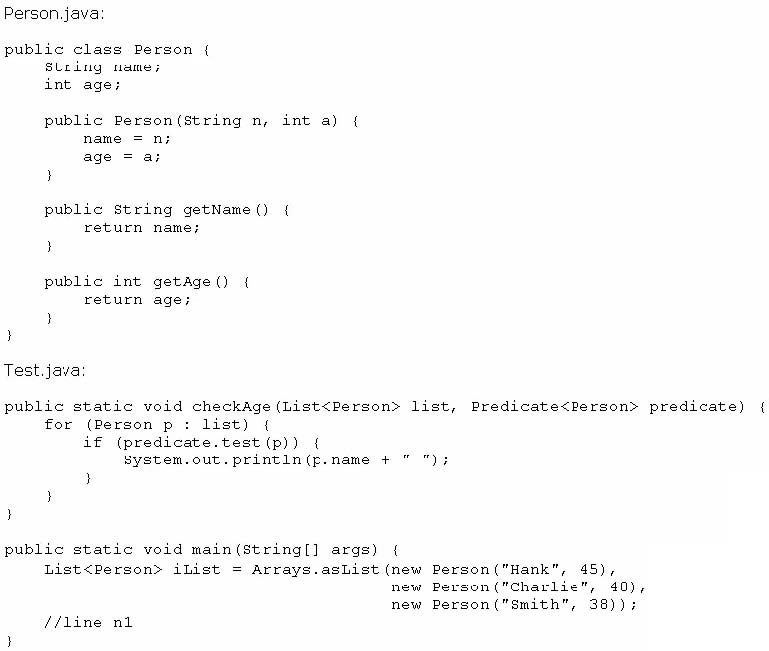 Person.java:
public class Person {
    String name;
    int age;

    public Person(String n, int a) {
        name = n;
        age = a;
    }

    public String getName() {
        return name;
    }

    public int getAge() {
        return age;
    }
}
Test.java:
public static void checkAge(List<Person> list, Predicate<Person> predicate) {
    for (Person p : list) {
        if (predicate.test(p)) {
            System.out.println(p.name + " ");
        }
    }
}

public static void main(String[] args) {
    List<Person> iList = Arrays.asList(new Person("Hank", 45),
                                       new Person("Charlie", 40),
                                       new Person("Smith", 38));
    //line n1
}